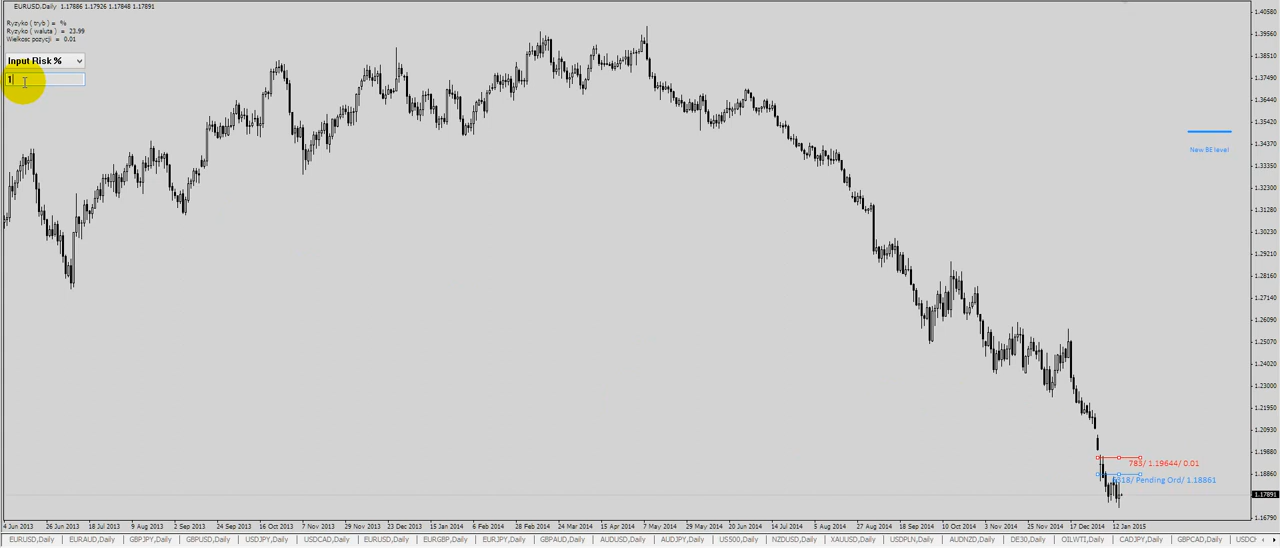 EURUSD,Daily 1.17886 1.17926 1.17848 1.17891
Ryzyko ( tryb ) = %
Ryzyko ( waluta ) = 23.99
Wielkosc pozycji = 0.01
Input Risk %
1
New BE level
783/ 1.19644/ 0.01
318/ Pending Ord/ 1.18861
1.40580
1.39560
1.38510
1.37490
1.36440
1.35420
1.34370
1.33350
1.32300
1.31280
1.30230
1.29210
1.28160
1.27140
1.26090
1.25070
1.24020
1.23000
1.21950
1.20930
1.19880
1.18860
1.17891
1.16790
4 Jun 2013 26 Jun 2013 18 Jul 2013 9 Aug 2013 2 Sep 2013 24 Sep 2013 16 Oct 2013 7 Nov 2013 29 Nov 2013 23 Dec 2013 15 Jan 2014 6 Feb 2014 28 Feb 2014 24 Mar 2014 15 Apr 2014 7 May 2014 29 May 2014 20 Jun 2014 14 Jul 2014 5 Aug 2014 27 Aug 2014 18 Sep 2014 10 Oct 2014 3 Nov 2014 25 Nov 2014 17 Dec 2014 12 Jan 2015
EURUSD,Daily EURAUD,Daily GBPJPY,Daily GBPUSD,Daily USDJPY,Daily USDCAD,Daily EURUSD,Daily EURGBP,Daily EURJPY,Daily GBPAUD,Daily AUDUSD,Daily AUDJPY,Daily US500,Daily NZDUSD,Daily XAUUSD,Daily USDPLN,Daily AUDNZD,Daily DE30,Daily OILWTI,Daily CADJPY,Daily GBPCAD,Daily USDCH